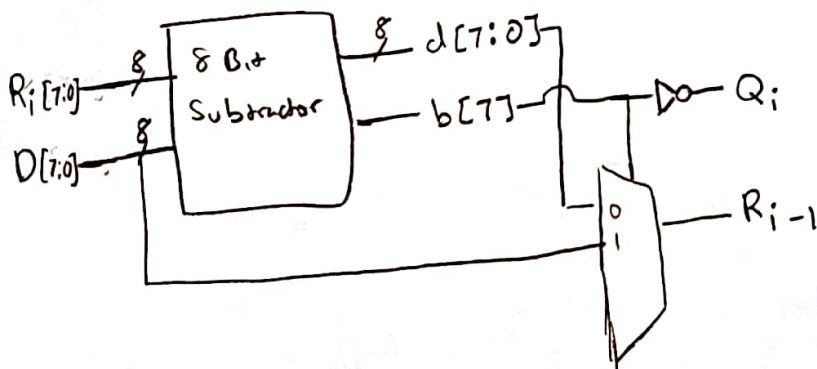 8
R_i [7:0]
8
D[7:0]
8 Bit
Subtractor
8
d[7:0]
b[7]
Q_i
0
1
R_i-1